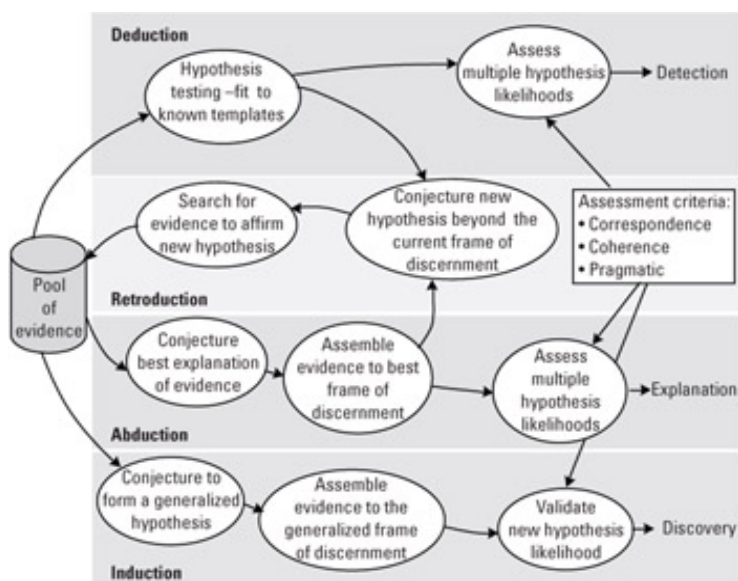 Deduction
Hypothesis
testing –fit to
known templates
Assess
multiple hypothesis
likelihoods
Detection
Search for
evidence to affirm
new hypothesis
Conjecture new
hypothesis beyond the
current frame of
discernment
Assessment criteria:
• Correspondence
• Coherence
• Pragmatic
Pool
of
evidence
Retroduction
Conjecture
best explanation
of evidence
Assemble
evidence to best
frame of
discernment
Assess
multiple
hypothesis
likelihoods
Explanation
Abduction
Conjecture to
form a generalized
hypothesis
Assemble
evidence to the
generalized frame
of discernment
Validate
new hypothesis
likelihood
Discovery
Induction